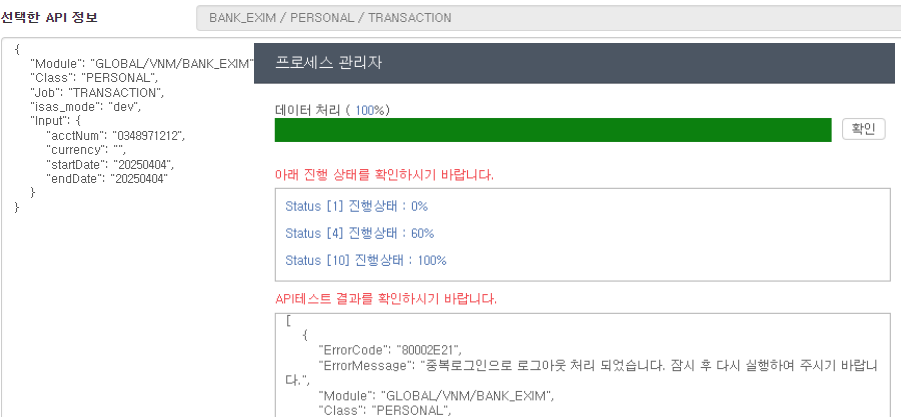 선택한 API 정보
BANK_EXIM / PERSONAL / TRANSACTION
{
"Module": "GLOBAL/VNM/BANK_EXIM"
"Class": "PERSONAL",
"Job": "TRANSACTION",
"isas_mode": "dev",
"Input": {
"acctNum": "0348971212",
"currency": "",
"startDate": "20250404",
"endDate": "20250404"
}
}
프로세스 관리자
데이터 처리 ( 100%)
확인
아래 진행 상태를 확인하시기 바랍니다.
Status [1] 진행상태 : 0%
Status [4] 진행상태 : 60%
Status [10] 진행상태 : 100%
API테스트 결과를 확인하시기 바랍니다.
[
{
"ErrorCode": "80002E21",
"ErrorMessage": "중복로그인으로 로그아웃 처리 되었습니다. 잠시 후 다시 실행하여 주시기 바랍니
다.",
"Module": "GLOBAL/VNM/BANK_EXIM",
"Class": "PERSONAL",